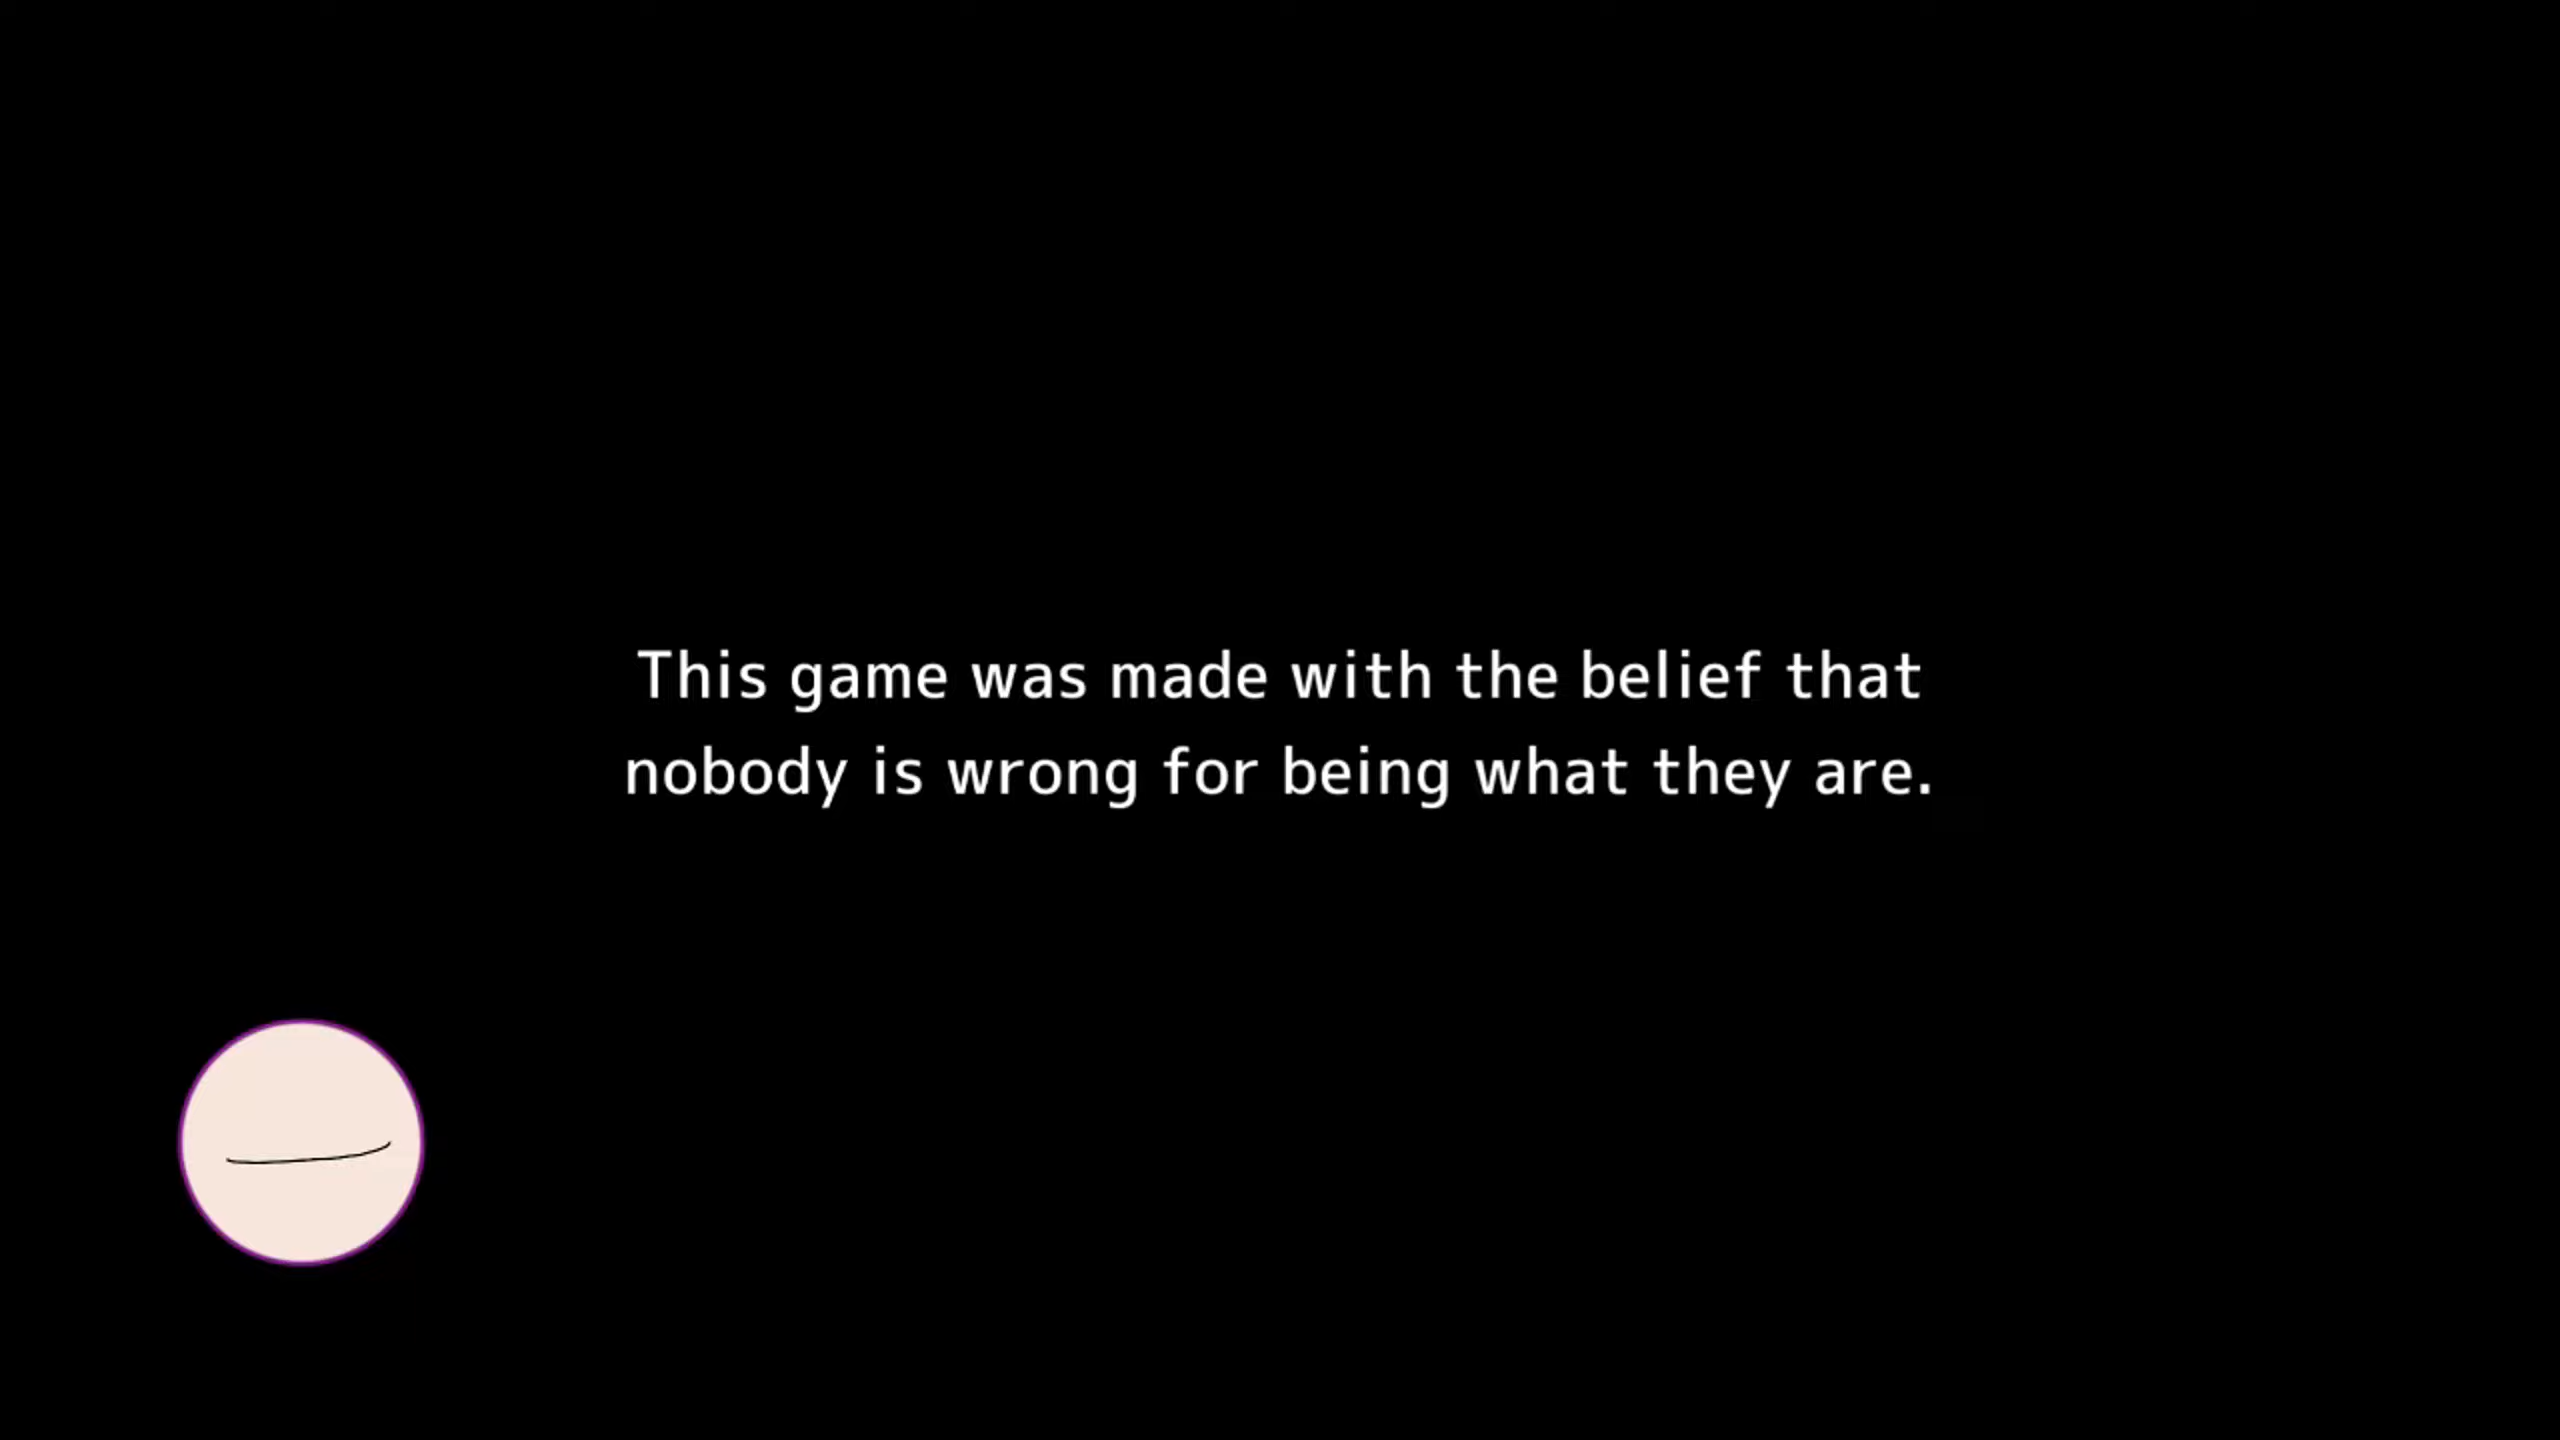 This game was made with the belief that
nobody is wrong for being what they are.